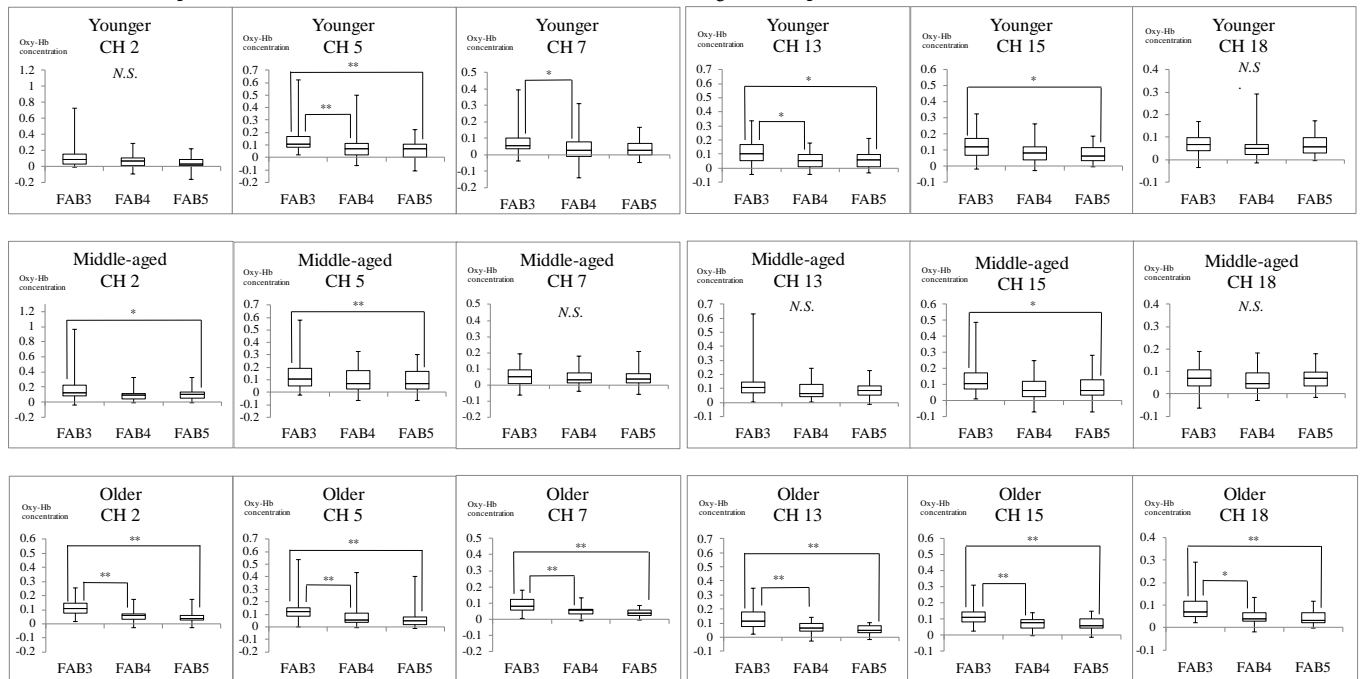 Younger
CH 2
Oxy-Hb
concentration
N.S.
1.2
1
0.8
0.6
0.4
0.2
0
-0.2
FAB3 FAB4 FAB5
Younger
CH 5
Oxy-Hb
concentration
**
**
0.7
0.6
0.5
0.4
0.3
0.2
0.1
0
-0.1
-0.2
FAB3 FAB4 FAB5
Younger
CH 7
Oxy-Hb
concentration
*
0.5
0.4
0.3
0.2
0.1
0
-0.1
-0.2
FAB3 FAB4 FAB5
Younger
CH 13
Oxy-Hb
concentration
*
*
0.7
0.6
0.5
0.4
0.3
0.2
0.1
0
-0.1
FAB3 FAB4 FAB5
Younger
CH 15
Oxy-Hb
concentration
*
0.6
0.5
0.4
0.3
0.2
0.1
0
-0.1
FAB3 FAB4 FAB5
Younger
CH 18
Oxy-Hb
concentration
N.S
.
0.4
0.3
0.2
0.1
0
-0.1
FAB3 FAB4 FAB5
Middle-aged
CH 2
Oxy-Hb
concentration
*
1.2
1
0.8
0.6
0.4
0.2
0
-0.2
FAB3 FAB4 FAB5
Middle-aged
CH 5
Oxy-Hb
concentration
**
0.7
0.6
0.5
0.4
0.3
0.2
0.1
0
-0.1
-0.2
FAB3 FAB4 FAB5
Middle-aged
CH 7
Oxy-Hb
concentration
N.S.
0.5
0.4
0.3
0.2
0.1
0
-0.1
-0.2
FAB3 FAB4 FAB5
Middle-aged
CH 13
Oxy-Hb
concentration
N.S.
0.7
0.6
0.5
0.4
0.3
0.2
0.1
0
-0.1
FAB3 FAB4 FAB5
Middle-aged
CH 15
Oxy-Hb
concentration
*
0.6
0.5
0.4
0.3
0.2
0.1
0
-0.1
FAB3 FAB4 FAB5
Middle-aged
CH 18
Oxy-Hb
concentration
N.S.
0.4
0.3
0.2
0.1
0
-0.1
FAB3 FAB4 FAB5
Older
CH 2
Oxy-Hb
concentration
**
**
0.6
0.5
0.4
0.3
0.2
0.1
0
-0.1
-0.2
FAB3 FAB4 FAB5
Older
CH 5
Oxy-Hb
concentration
**
**
0.7
0.6
0.5
0.4
0.3
0.2
0.1
0
-0.1
-0.2
FAB3 FAB4 FAB5
Older
CH 7
Oxy-Hb
concentration
**
**
0.5
0.4
0.3
0.2
0.1
0
-0.1
-0.2
FAB3 FAB4 FAB5
Older
CH 13
Oxy-Hb
concentration
**
**
0.7
0.6
0.5
0.4
0.3
0.2
0.1
0
-0.1
FAB3 FAB4 FAB5
Older
CH 15
Oxy-Hb
concentration
**
**
0.6
0.5
0.4
0.3
0.2
0.1
0
-0.1
FAB3 FAB4 FAB5
Older
CH 18
Oxy-Hb
concentration
**
*
0.4
0.3
0.2
0.1
0
-0.1
FAB3 FAB4 FAB5